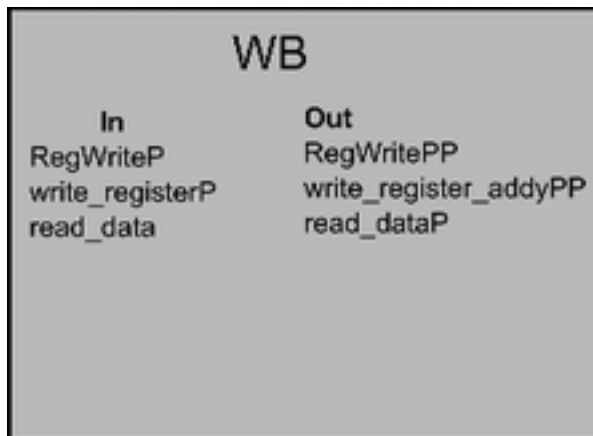 WB
In Out
RegWriteP RegWritePP
write_registerP write_register_addyPP
read_data read_dataP